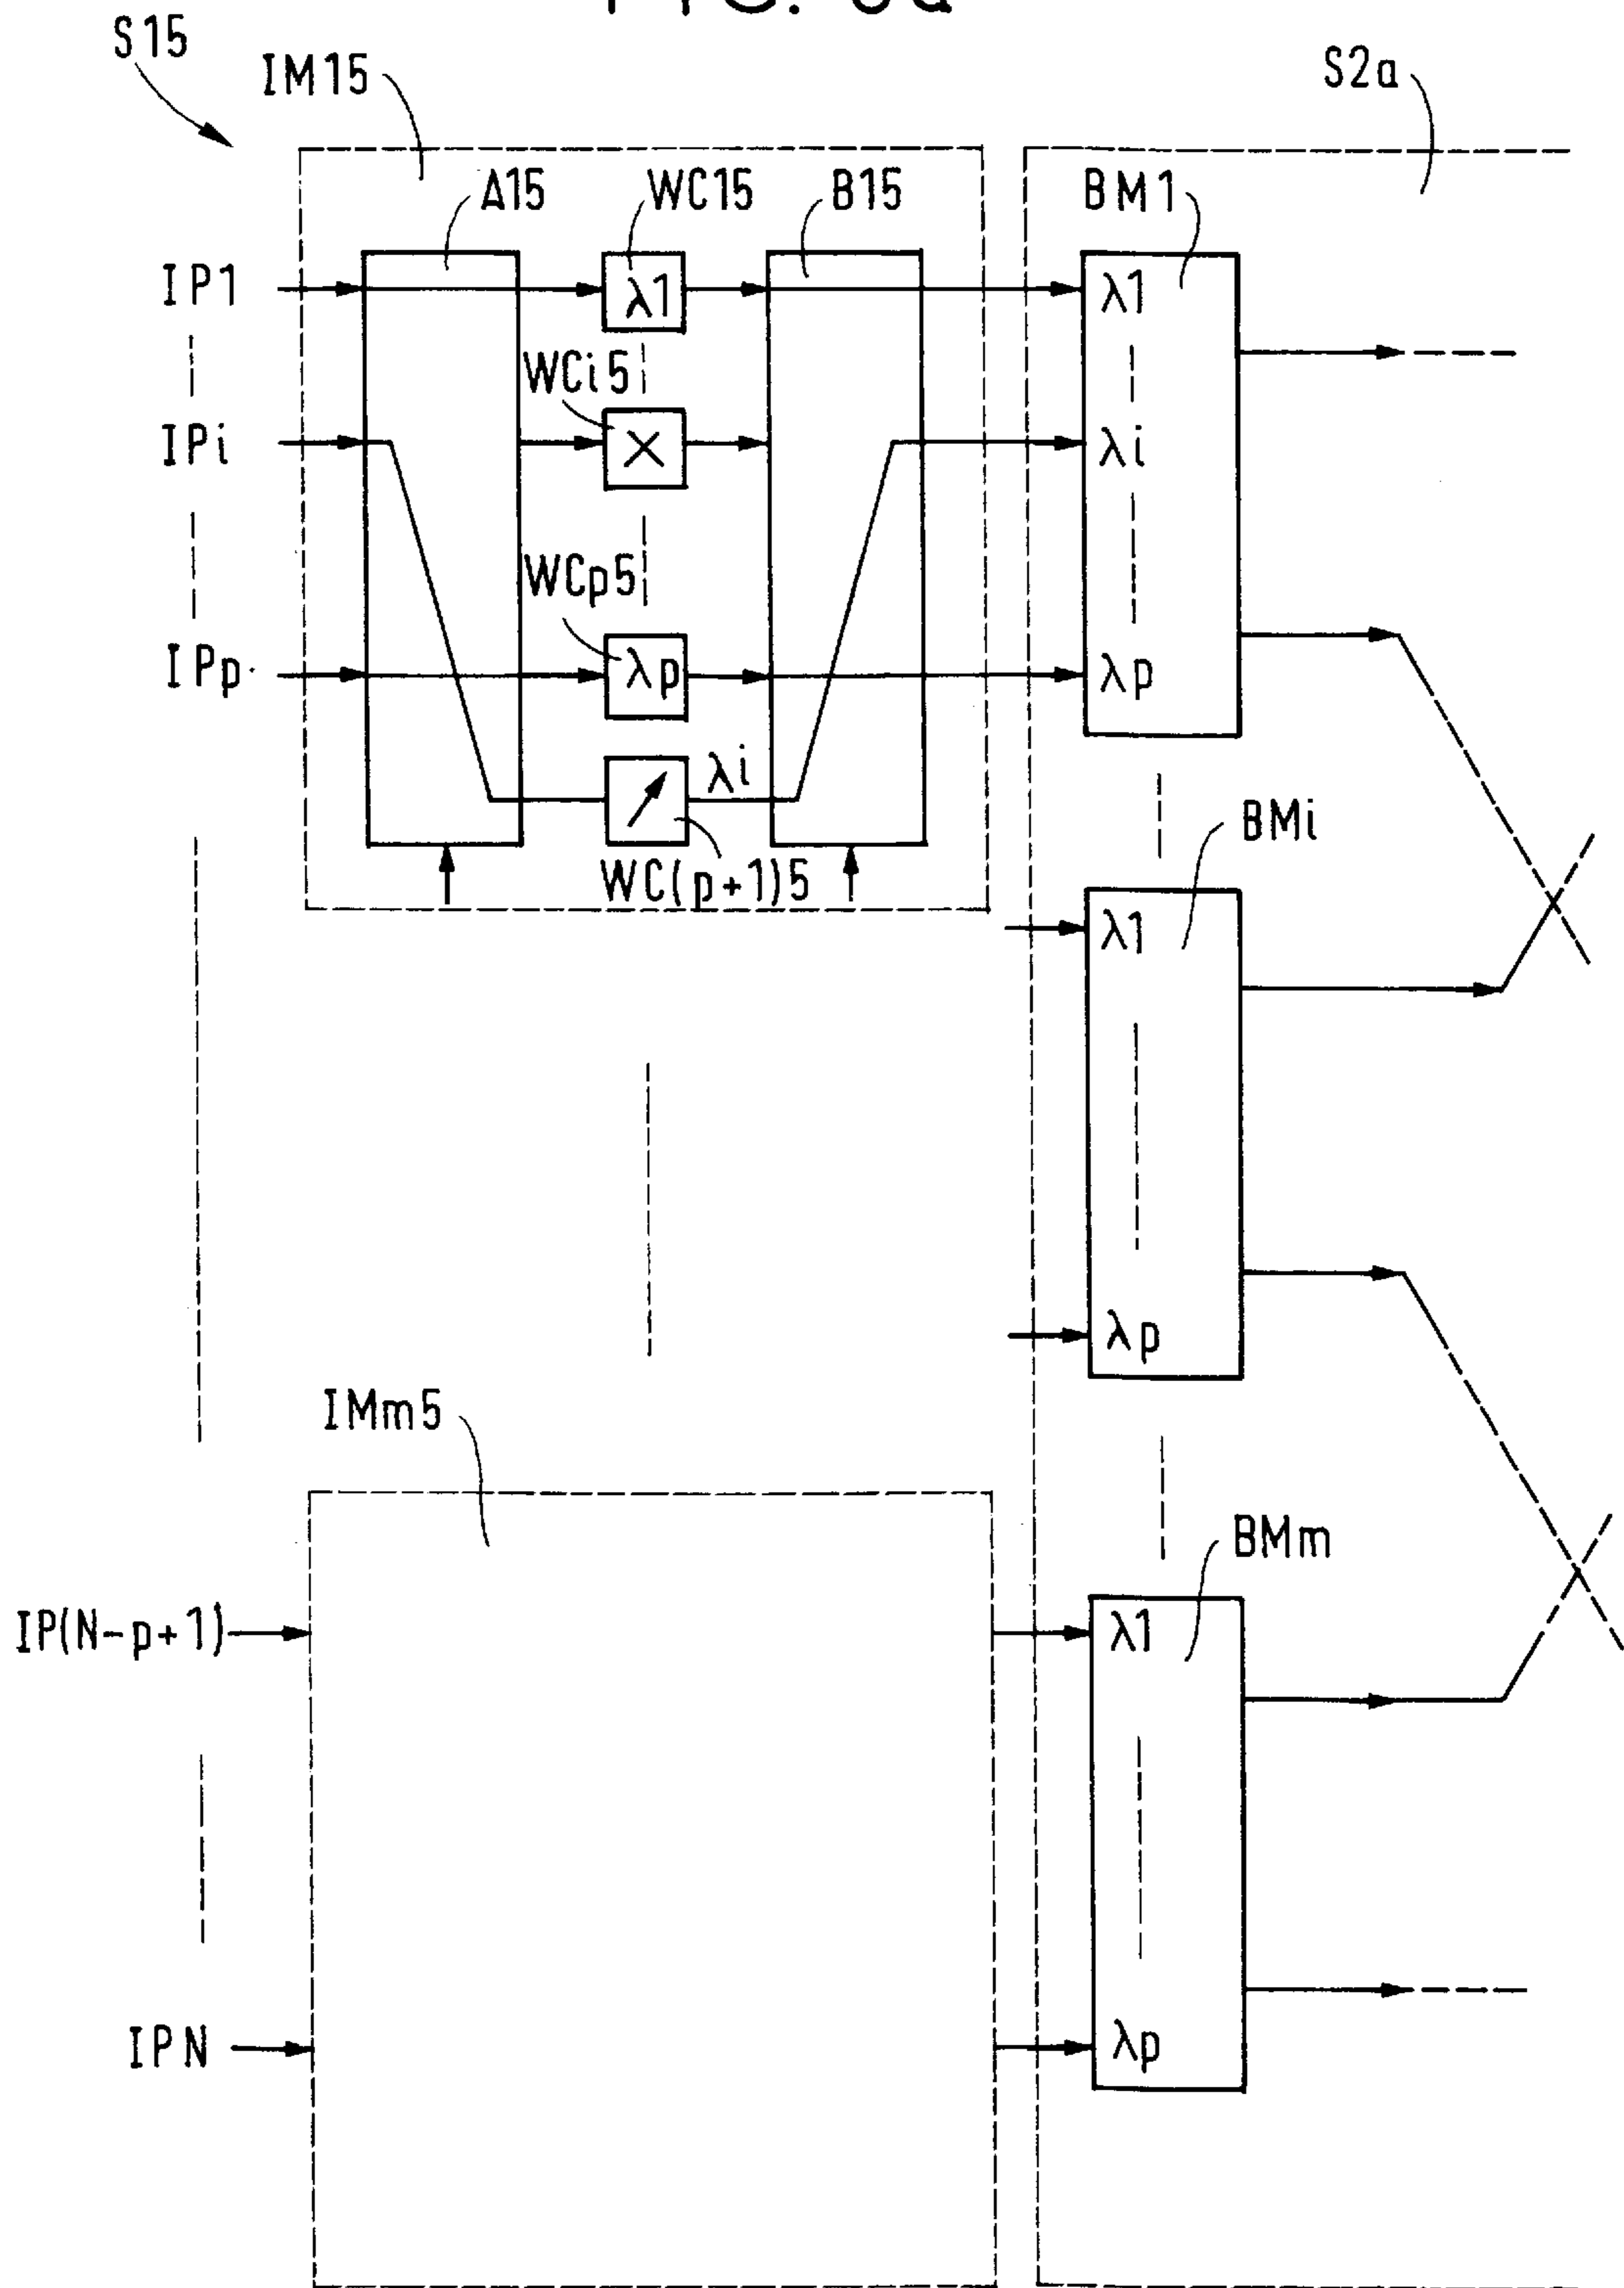 S15
IM15
S2a
A15
WC15
B15
BM1
IP1
λ1
λ1
WCi5
IPi
X
λi
WCp5
IPp
λp
λp
λi
WC(p+1)5
BMi
λ1
λp
IMm5
BMm
IP(N-p+1)
λ1
IPN
λp